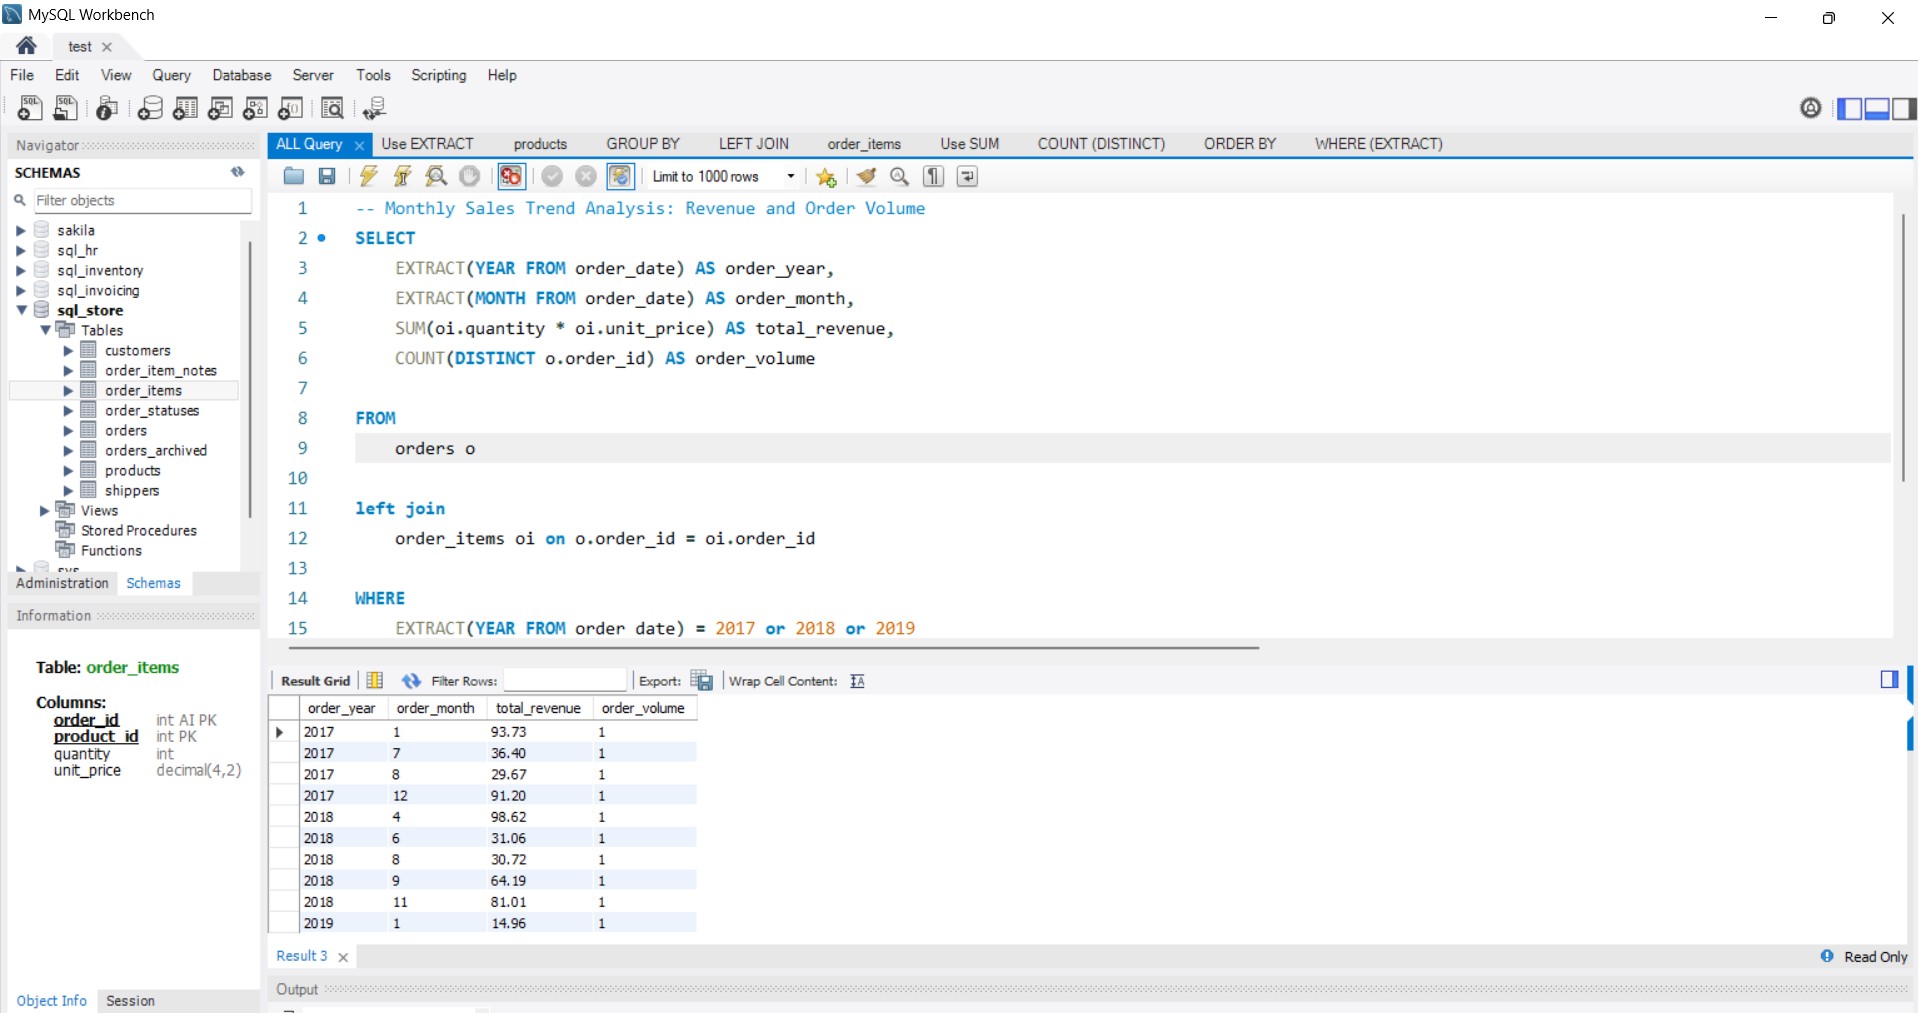 MySQL Workbench
test
File Edit View Query Database Server Tools Scripting Help
Navigator
SCHEMAS
Filter objects
sakila
sql_hr
sql_inventory
sql_invoicing
sql_store
Tables
customers
order_item_notes
order_items
order_statuses
orders
orders_archived
products
shippers
Views
Stored Procedures
Functions
sys
Administration Schemas
Information
Table: order_items
Columns:
order_id int AI PK
product_id int PK
quantity int
unit_price decimal(4,2)
Object Info Session
ALL Query Use EXTRACT products GROUP BY LEFT JOIN order_items Use SUM COUNT (DISTINCT) ORDER BY WHERE (EXTRACT)
Limit to 1000 rows
1 -- Monthly Sales Trend Analysis: Revenue and Order Volume
2 SELECT
3 EXTRACT(YEAR FROM order_date) AS order_year,
4 EXTRACT(MONTH FROM order_date) AS order_month,
5 SUM(oi.quantity * oi.unit_price) AS total_revenue,
6 COUNT(DISTINCT o.order_id) AS order_volume
7
8 FROM
9 orders o
10
11 left join
12 order_items oi on o.order_id = oi.order_id
13
14 WHERE
15 EXTRACT(YEAR FROM order_date) = 2017 or 2018 or 2019
Result Grid Filter Rows: Export: Wrap Cell Content:
order_year order_month total_revenue order_volume
2017 1 93.73 1
2017 7 36.40 1
2017 8 29.67 1
2017 12 91.20 1
2018 4 98.62 1
2018 6 31.06 1
2018 8 30.72 1
2018 9 64.19 1
2018 11 81.01 1
2019 1 14.96 1
Result 3 Read Only
Output